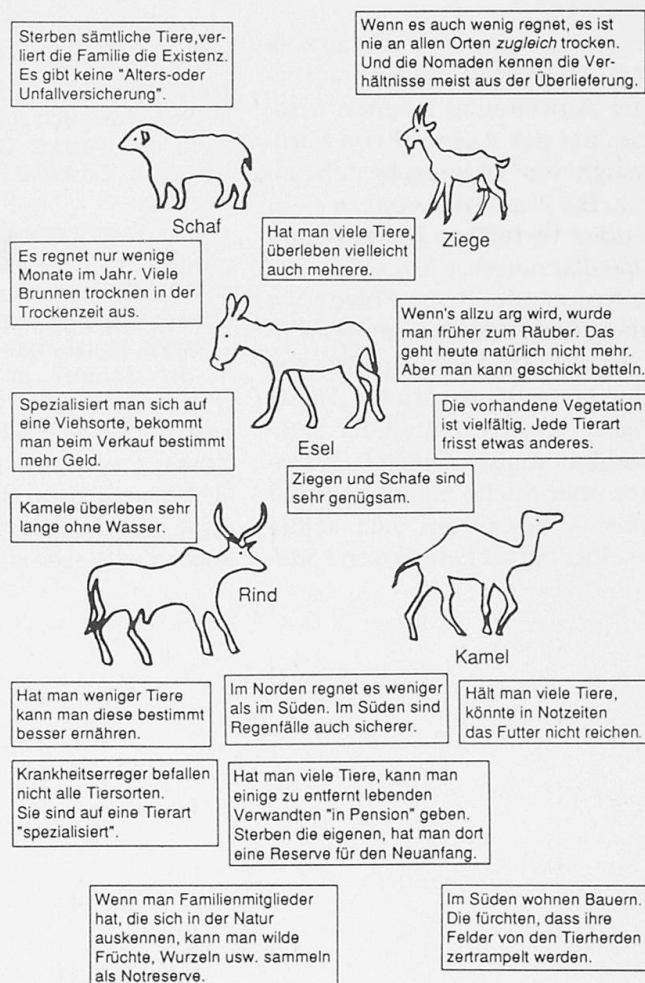 Sterben sämtliche Tiere,ver-
liert die Familie die Existenz.
Es gibt keine "Alters-oder
Unfallversicherung".
Wenn es auch wenig regnet, es ist
nie an allen Orten zugleich trocken.
Und die Nomaden kennen die Ver-
hältnisse meist aus der Überlieferung.
Schaf
Ziege
Hat man viele Tiere,
überleben vielleicht
auch mehrere.
Es regnet nur wenige
Monate im Jahr. Viele
Brunnen trocknen in der
Trockenzeit aus.
Wenn's allzu arg wird, wurde
man früher zum Räuber. Das
geht heute natürlich nicht mehr.
Aber man kann geschickt betteln.
Spezialisiert man sich auf
eine Viehsorte, bekommt
man beim Verkauf bestimmt
mehr Geld.
Esel
Die vorhandene Vegetation
ist vielfältig. Jede Tierart
frisst etwas anderes.
Ziegen und Schafe sind
sehr genügsam.
Kamele überleben sehr
lange ohne Wasser.
Rind
Kamel
Hat man weniger Tiere
kann man diese bestimmt
besser ernähren.
Im Norden regnet es weniger
als im Süden. Im Süden sind
Regenfälle auch sicherer.
Hält man viele Tiere,
könnte in Notzeiten
das Futter nicht reichen.
Krankheitserreger befallen
nicht alle Tiersorten.
Sie sind auf eine Tierart
"spezialisiert".
Hat man viele Tiere, kann man
einige zu entfernt lebenden
Verwandten "in Pension" geben.
Sterben die eigenen, hat man dort
eine Reserve für den Neuanfang.
Wenn man Familienmitglieder
hat, die sich in der Natur
auskennen, kann man wilde
Früchte, Wurzeln usw. sammeln
als Notreserve.
Im Süden wohnen Bauern.
Die fürchten, dass ihre
Felder von den Tierherden
zertrampelt werden.